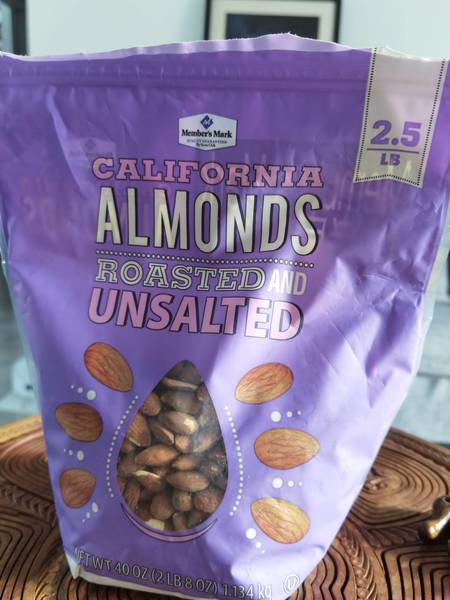 Member's Mark
CALIFORNIA
ALMONDS
ROASTED AND
UNSALTED
2.5
LB
NET WT 40 OZ (2 LB 8 OZ) 1.134 kg
U